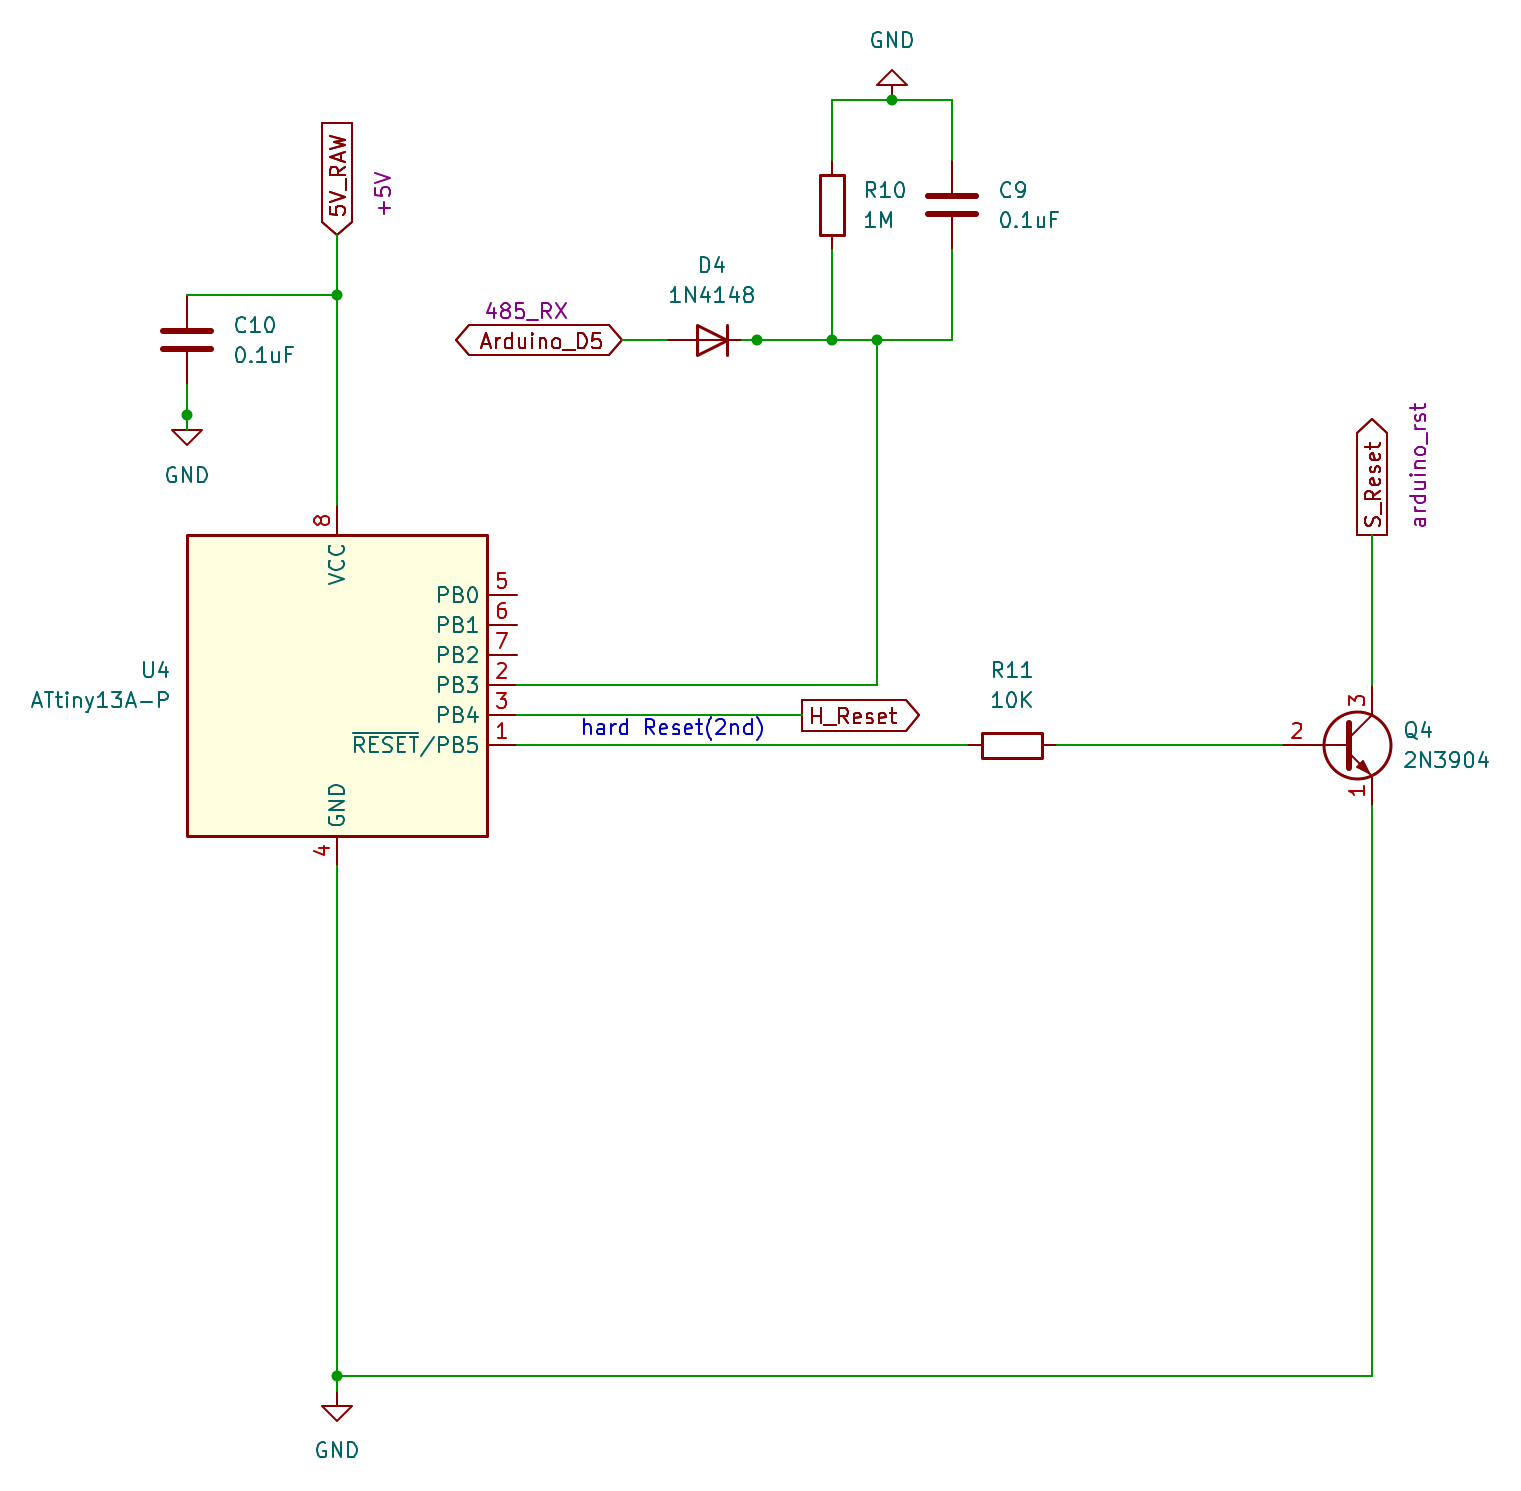 GND
5V_RAW
+5V
R10
1M
C9
0.1uF
D4
1N4148
485_RX
Arduino_D5
C10
0.1uF
GND
S_Reset
arduino_rst
8
VCC
PB0
5
PB1
6
PB2
7
PB3
2
PB4
3
RESET/PB5
1
U4
ATtiny13A-P
GND
4
H_Reset
hard Reset(2nd)
R11
10K
3
2
1
Q4
2N3904
GND